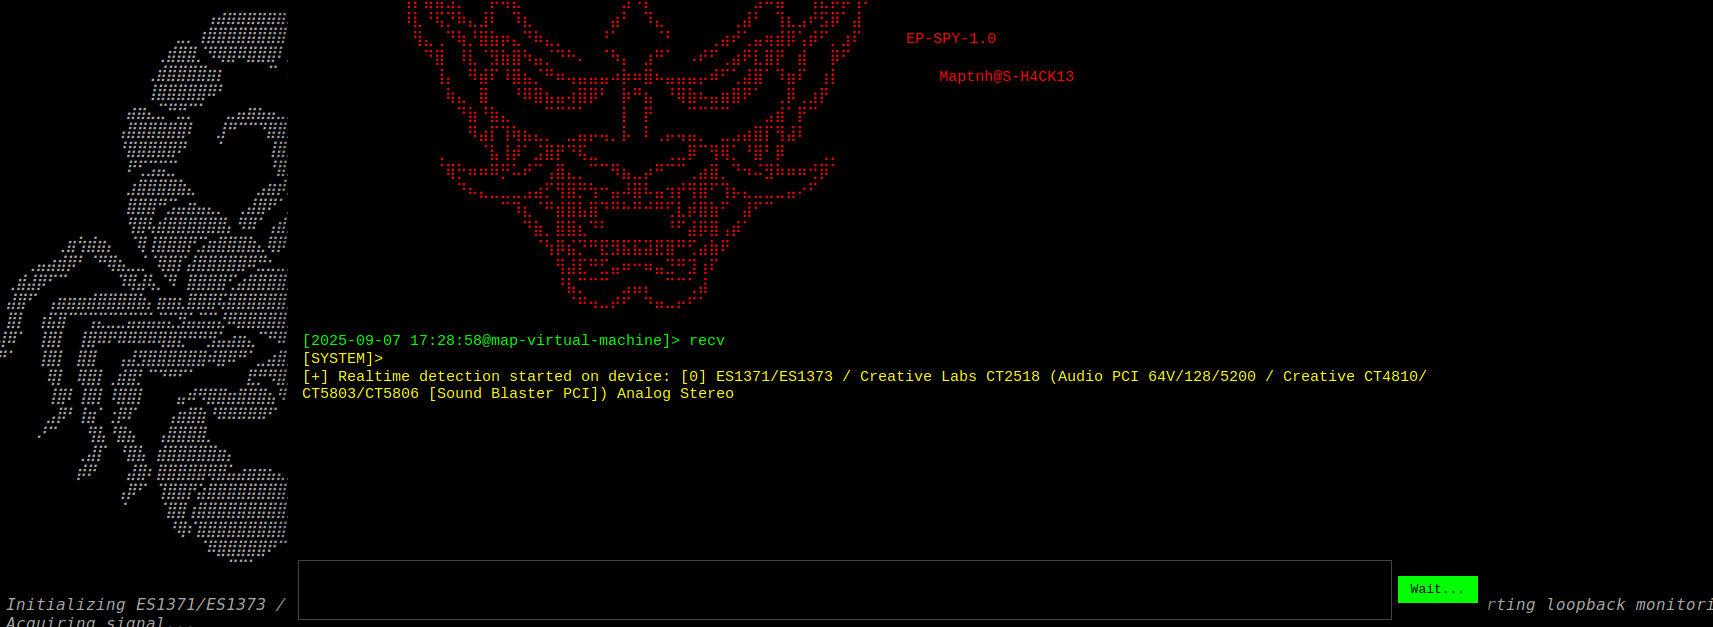 EP-SPY-1.0
Maptnh@S-H4CK13
[2025-09-07 17:28:58@map-virtual-machine]> recv
[SYSTEM]>
[+] Realtime detection started on device: [0] ES1371/ES1373 / Creative Labs CT2518 (Audio PCI 64V/128/5200 / Creative CT4810/
CT5803/CT5806 [Sound Blaster PCI]) Analog Stereo
Wait...
Initializing ES1371/ES1373 /
rting loopback monitori
Acquiring signal...